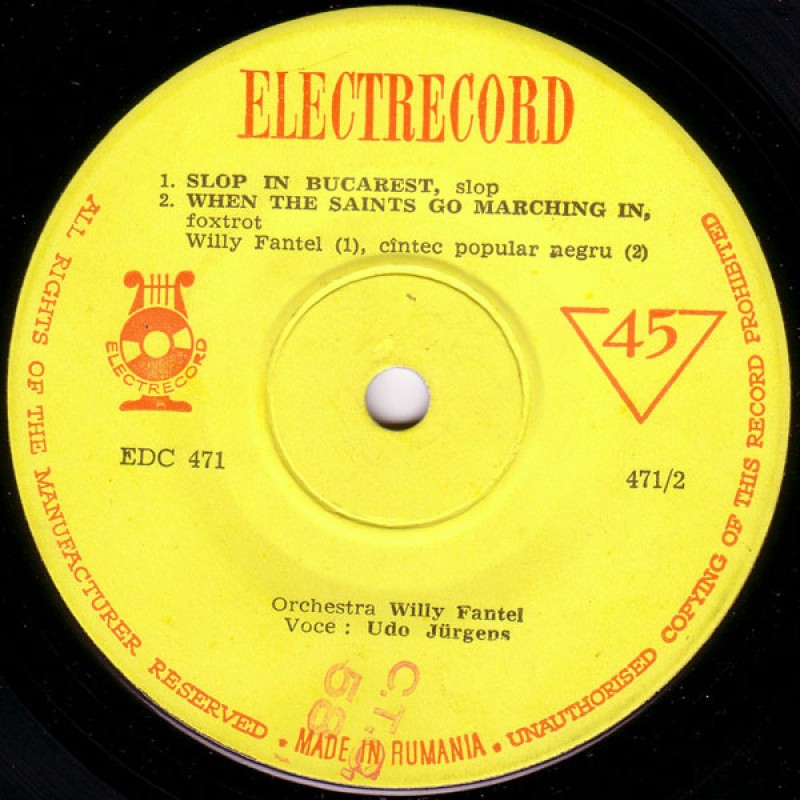 ELECTRECORD
1. SLOP IN BUCAREST, slop
2. WHEN THE SAINTS GO MARCHING IN,
foxtrot
Willy Fantel (1), cîntec popular negru (2)
ELECTRECORD
45
EDC 471
471/2
Orchestra Willy Fantel
Voce : Udo Jürgens
C.T.
58
ALL RIGHTS OF THE MANUFACTURER RESERVED • MADE IN RUMANIA • UNAUTHORISED COPYING OF THIS RECORD PROHIBITED